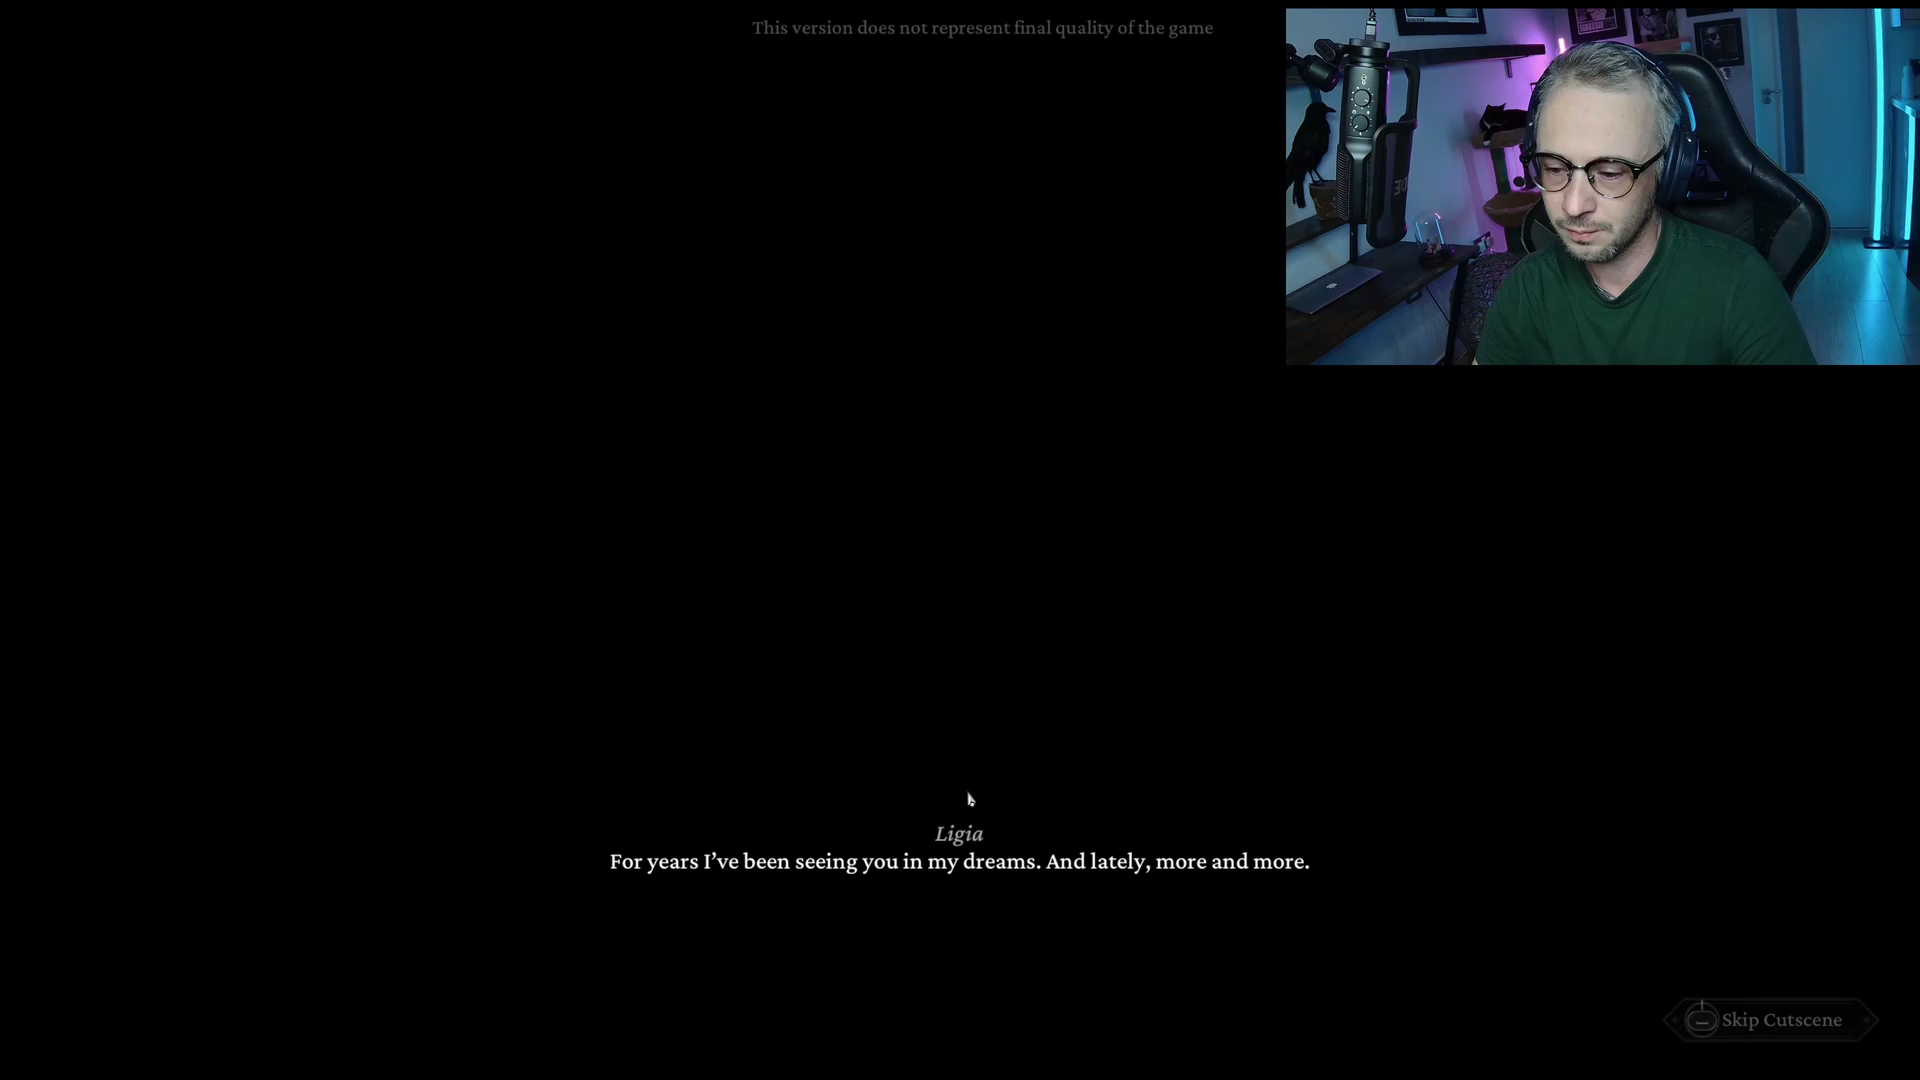 This version does not represent final quality of the game
Ligia
For years I’ve been seeing you in my dreams. And lately, more and more.
Skip Cutscene